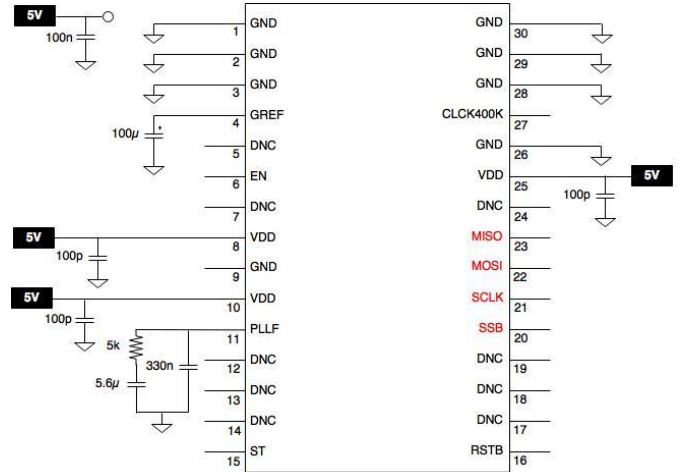 5V
100n
GND
1
GND
2
GND
3
GREF
4
100μ
+
DNC
5
EN
6
DNC
7
5V
VDD
8
100p
GND
9
5V
VDD
10
100p
PLLF
11
5k
330n
5.6μ
DNC
12
DNC
13
DNC
14
ST
15
GND
30
GND
29
GND
28
CLCK400K
27
GND
26
VDD
25
5V
100p
DNC
24
MISO
23
MOSI
22
SCLK
21
SSB
20
DNC
19
DNC
18
DNC
17
RSTB
16